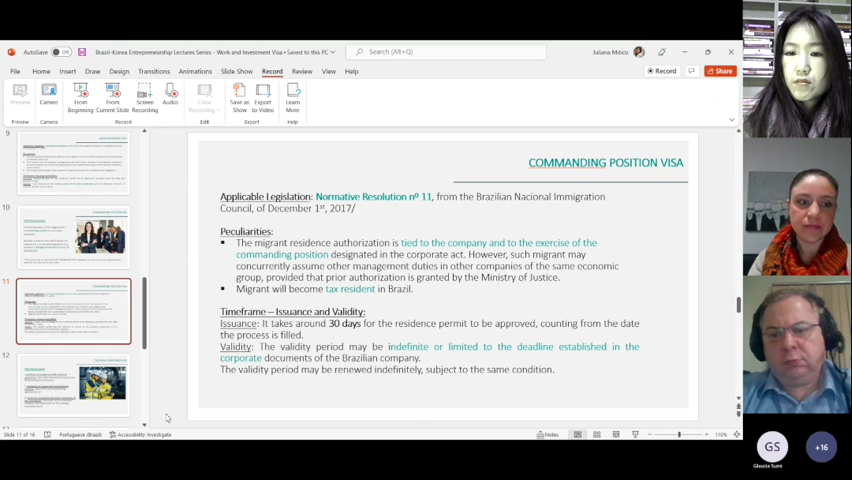 AutoSave Off
Brazil-Korea Entrepreneurship Lectures Series - Work and Investment Visa • Saved to this PC
Search (Alt+Q)
Juliana Mitico
File Home Insert Draw Design Transitions Animations Slide Show Record Review View Help
Record
Share
Preview Cameo From Beginning From Current Slide Screen Recording Audio Clear Recording Save as Show Export to Video Learn More
Preview Camera Record Edit Export Help
9
10
11
12
COMMANDING POSITION VISA
Applicable Legislation: Normative Resolution nº 11, from the Brazilian National Immigration
Council, of December 1st, 2017/
Peculiarities:
▪ The migrant residence authorization is tied to the company and to the exercise of the
commanding position designated in the corporate act. However, such migrant may
concurrently assume other management duties in other companies of the same economic
group, provided that prior authorization is granted by the Ministry of Justice.
▪ Migrant will become tax resident in Brazil.
Timeframe – Issuance and Validity:
Issuance: It takes around 30 days for the residence permit to be approved, counting from the date
the process is filled.
Validity: The validity period may be indefinite or limited to the deadline established in the
corporate documents of the Brazilian company.
The validity period may be renewed indefinitely, subject to the same condition.
Slide 11 of 16 Portuguese (Brazil) Accessibility: Investigate
Notes
110%
GS
+16
Glaucia Sumi